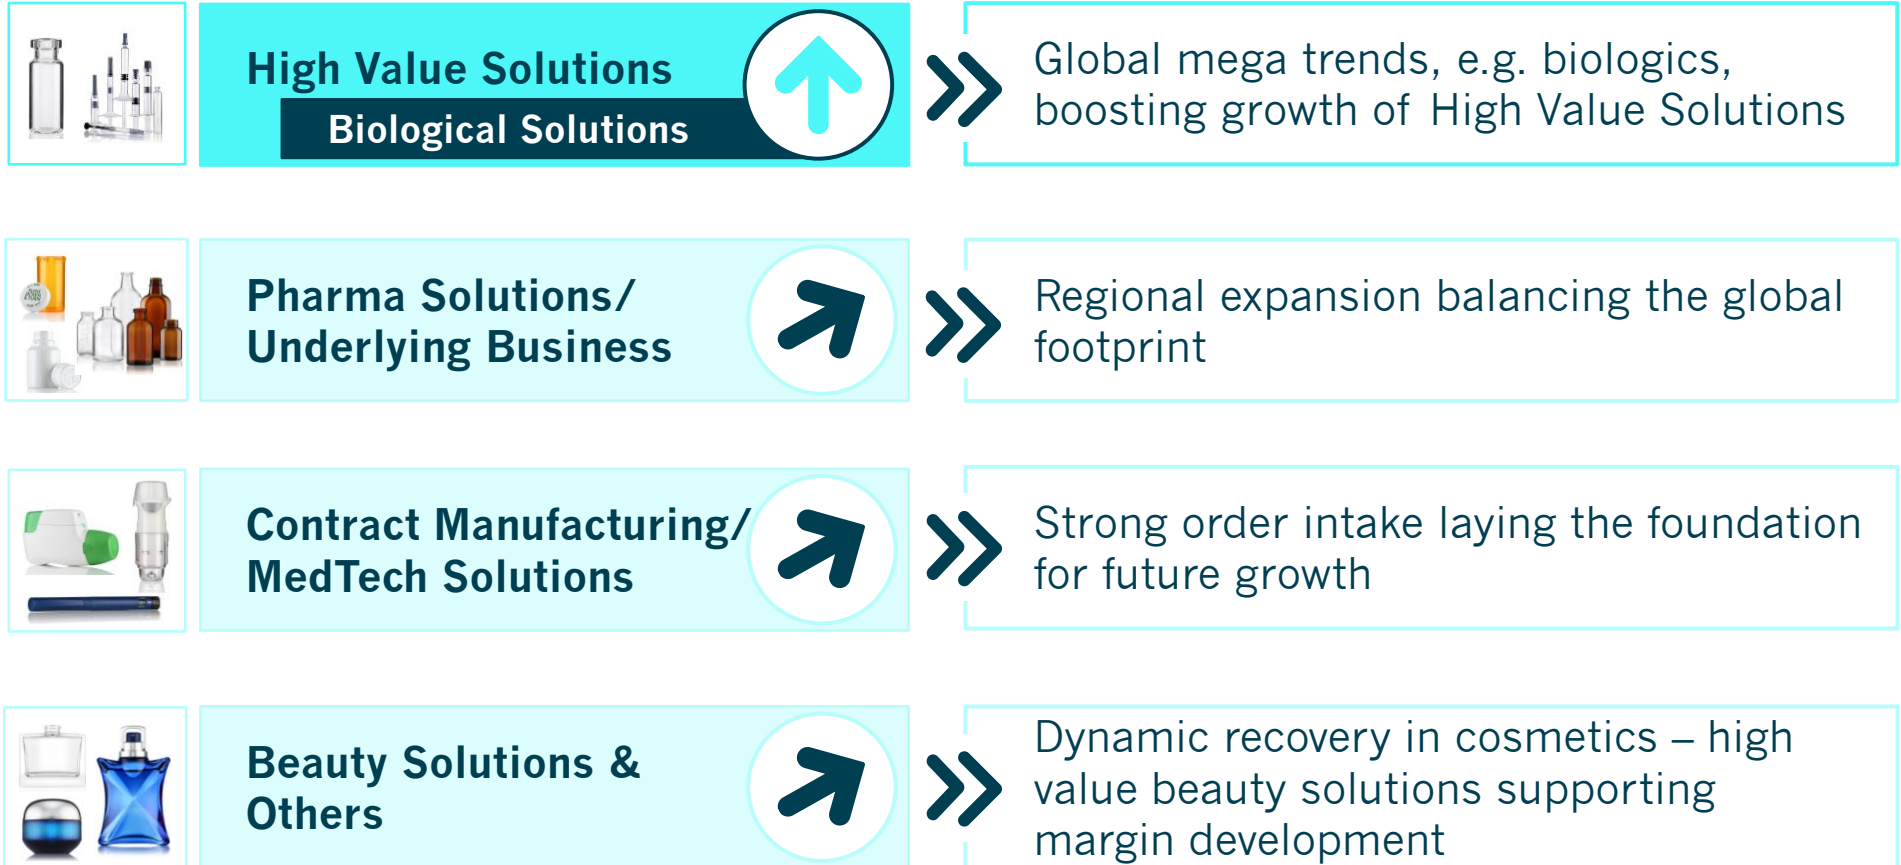 High Value Solutions
Biological Solutions
Global mega trends, e.g. biologics,
boosting growth of High Value Solutions
Pharma Solutions/
Underlying Business
Regional expansion balancing the global
footprint
Contract Manufacturing/
MedTech Solutions
Strong order intake laying the foundation
for future growth
Beauty Solutions &
Others
Dynamic recovery in cosmetics – high
value beauty solutions supporting
margin development